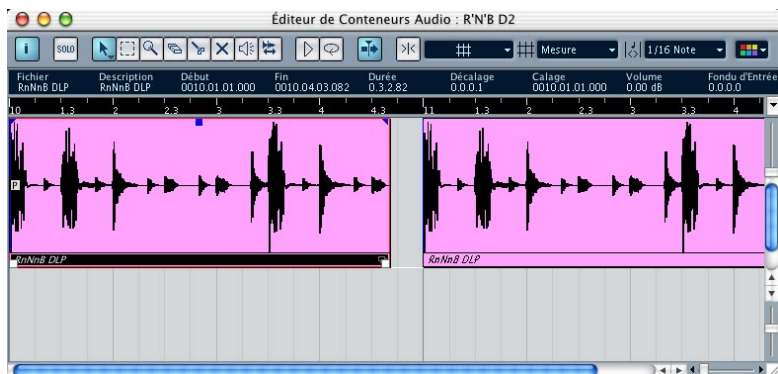 Éditeur de Conteneurs Audio : R'N'B D2
i SOLO Mesure 1/16 Note
Fichier Description Début Fin Durée Décalage Calage Volume Fondu d'Entrée
RnNnB DLP RnNnB DLP 0010.01.01.000 0010.04.03.082 0.3.2.82 0.0.0.1 0010.01.01.000 0.00 dB 0.0.0.0
10 1.3 2 2.3 3 3.3 4 4.3 11 1.3 2 2.3 3 3.3 4
P
RnNnB DLP RnNnB DLP